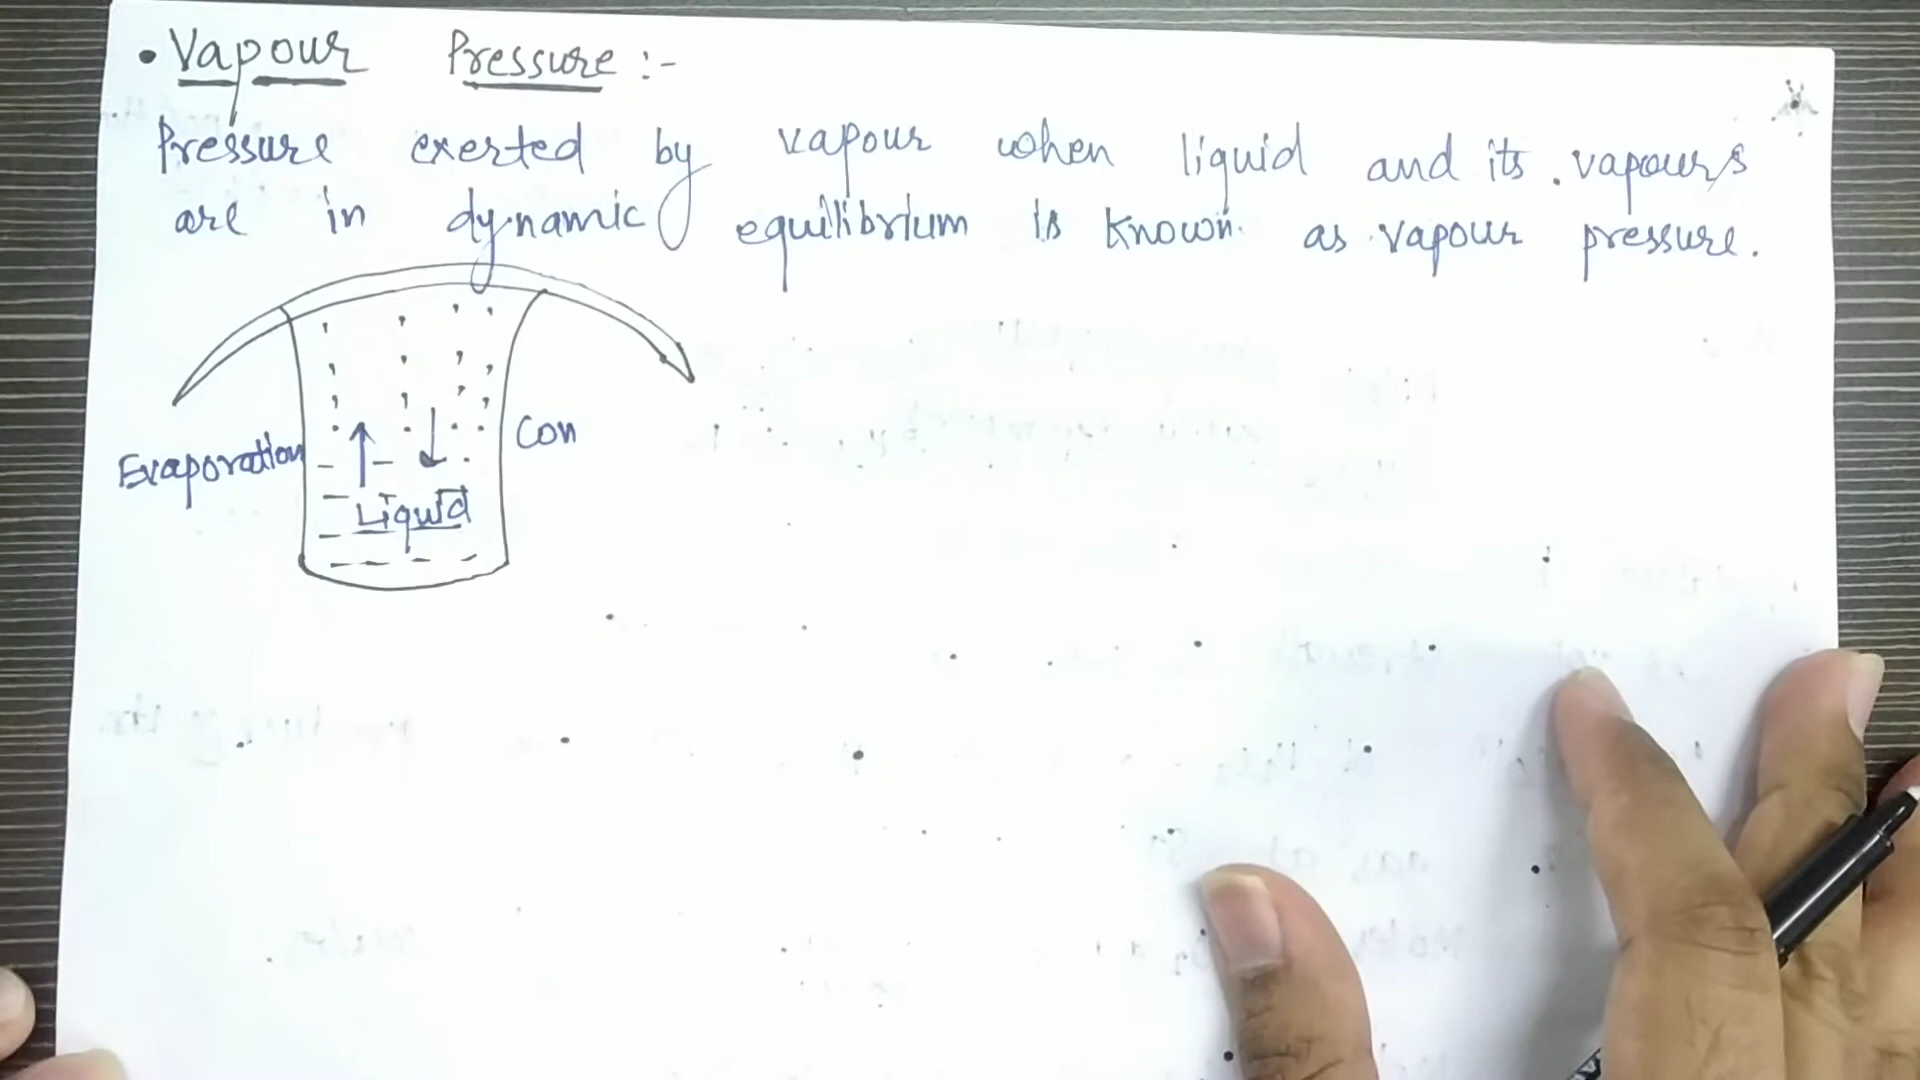 • Vapour Pressure :-
Pressure exerted by vapour when liquid and its vapours
are in dynamic equilibrium is known as vapour pressure.
Evaporation
Con
Liquid